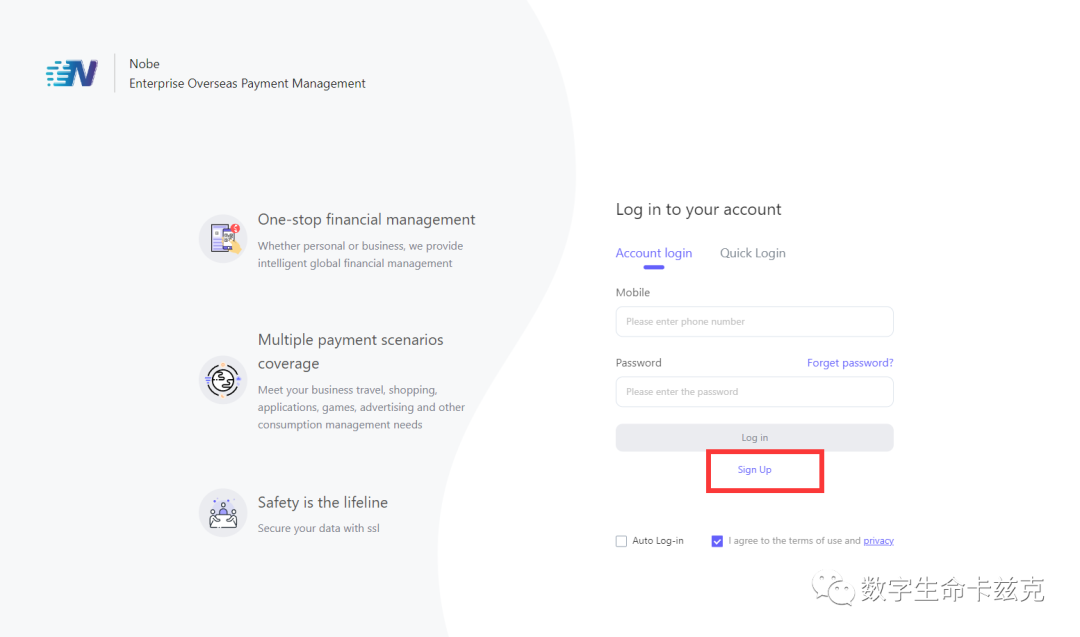 Nobe
Enterprise Overseas Payment Management
One-stop financial management
Whether personal or business, we provide
intelligent global financial management
Multiple payment scenarios
coverage
Meet your business travel, shopping,
applications, games, advertising and other
consumption management needs
Safety is the lifeline
Secure your data with ssl
Log in to your account
Account login Quick Login
Mobile
Please enter phone number
Password Forget password?
Please enter the password
Log in
Sign Up
Auto Log-in I agree to the terms of use and privacy
数字生命卡兹克